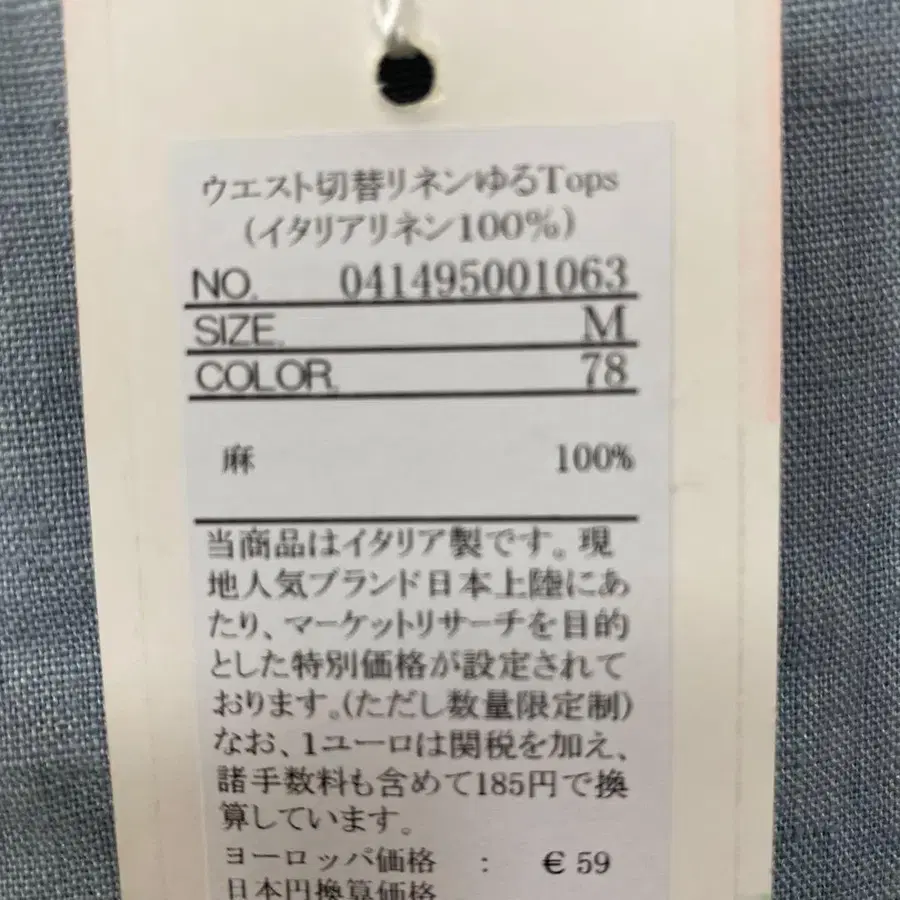 ウエスト切替リネンゆるTops
(イタリアリネン100%)
NO. 041495001063
SIZE. M
COLOR. 78
麻 100%
当商品はイタリア製です。現
地人気ブランド日本上陸にあ
たり、マーケットリサーチを目的
とした特別価格が設定されて
おります。(ただし数量限定制)
なお、1ユーロは関税を加え、
諸手数料も含めて185円で換
算しています。
ヨーロッパ価格 : €59
日本円換算価格